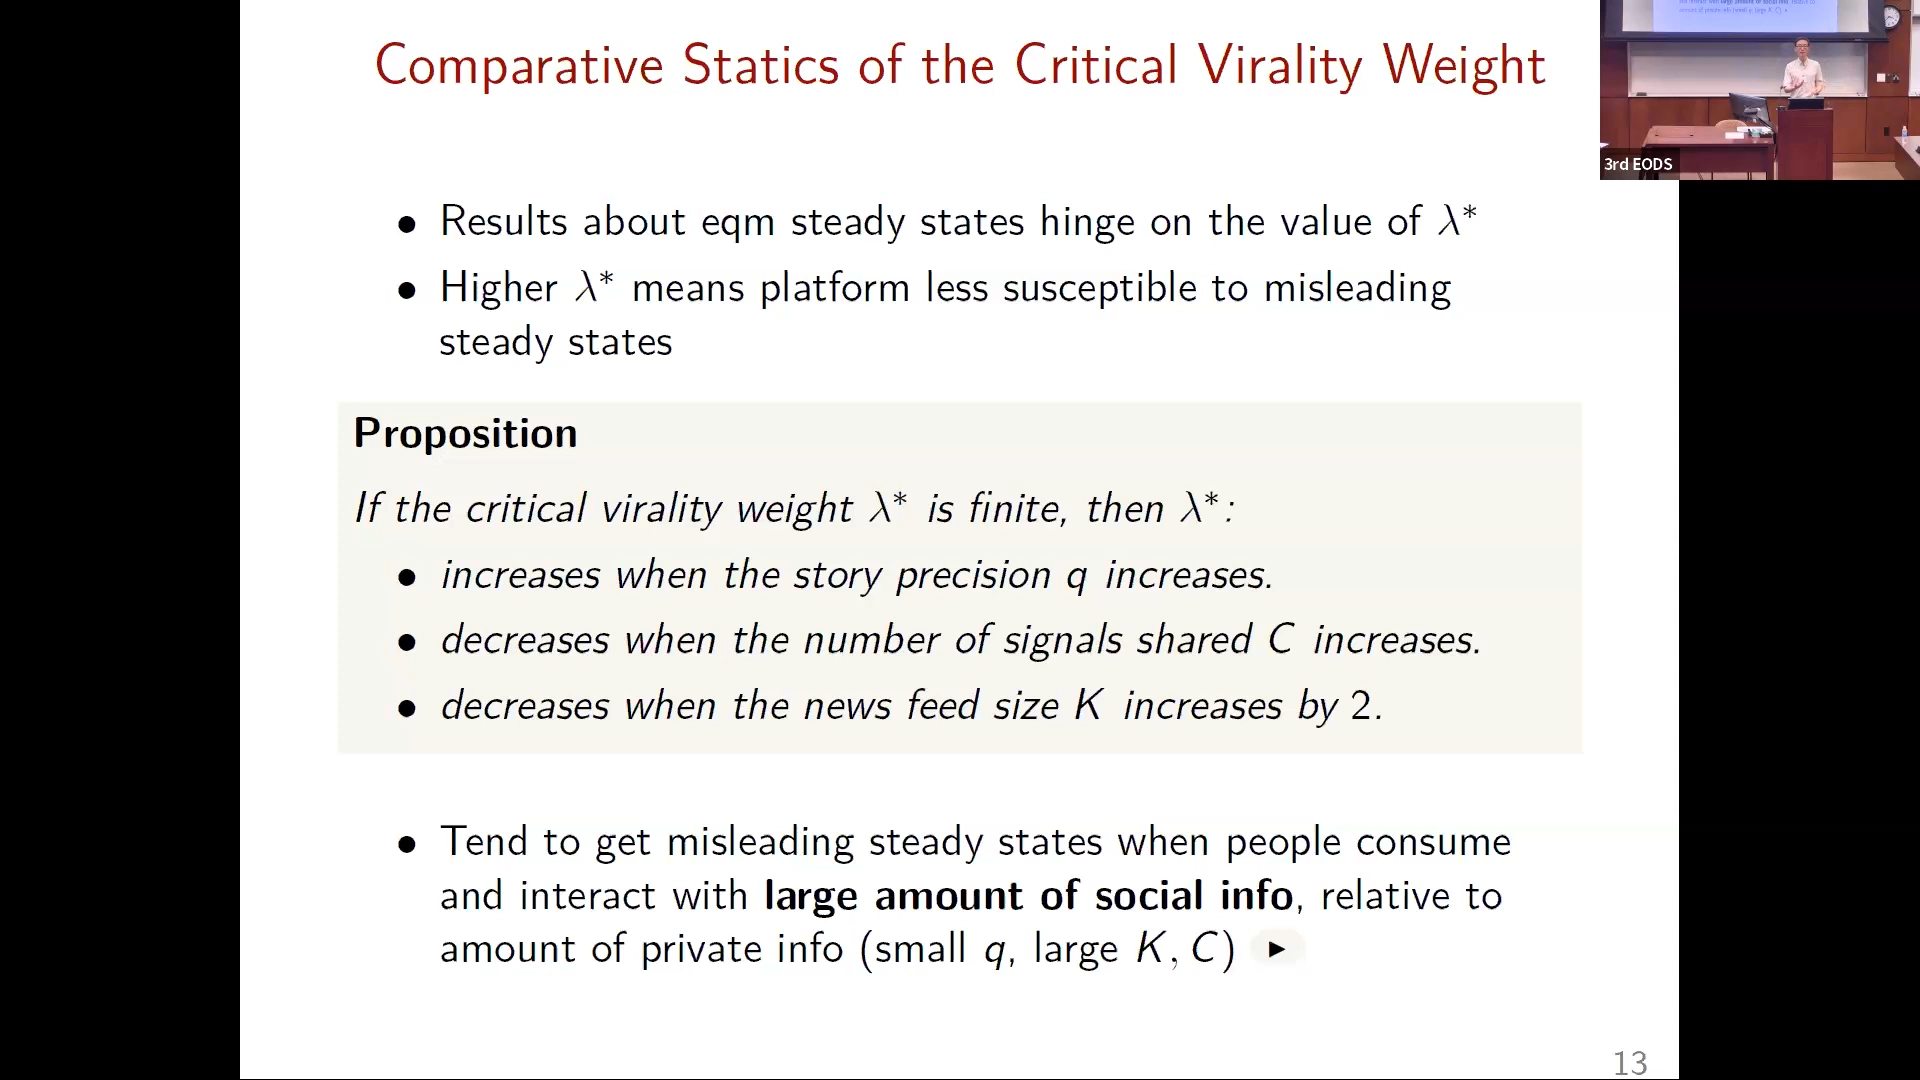 Comparative Statics of the Critical Virality Weight
• Results about eqm steady states hinge on the value of λ*
• Higher λ* means platform less susceptible to misleading
steady states
Proposition
If the critical virality weight λ* is finite, then λ*:
• increases when the story precision q increases.
• decreases when the number of signals shared C increases.
• decreases when the news feed size K increases by 2.
• Tend to get misleading steady states when people consume
and interact with large amount of social info, relative to
amount of private info (small q, large K, C) ▶
13
3rd EODS